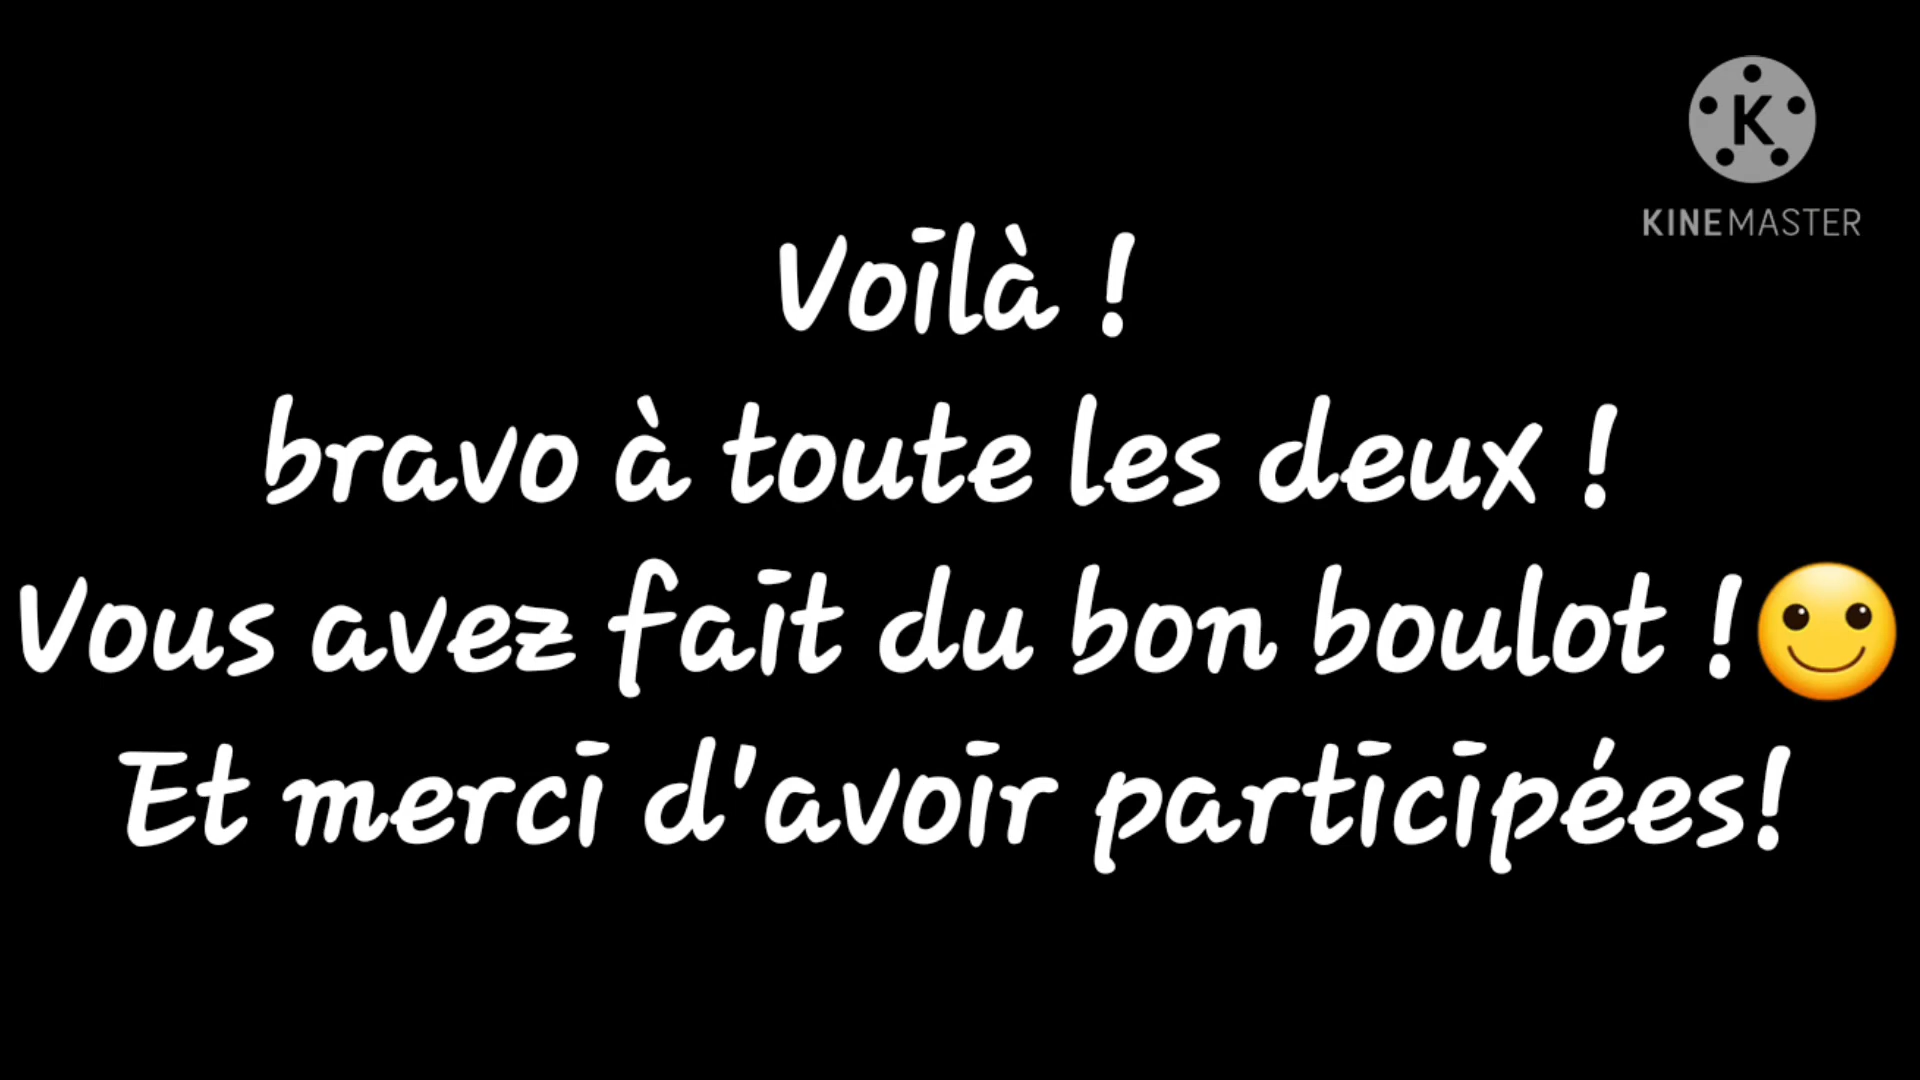 K
KINEMASTER
Voilà !
bravo à toute les deux !
Vous avez fait du bon boulot !🙂
Et merci d'avoir participées!